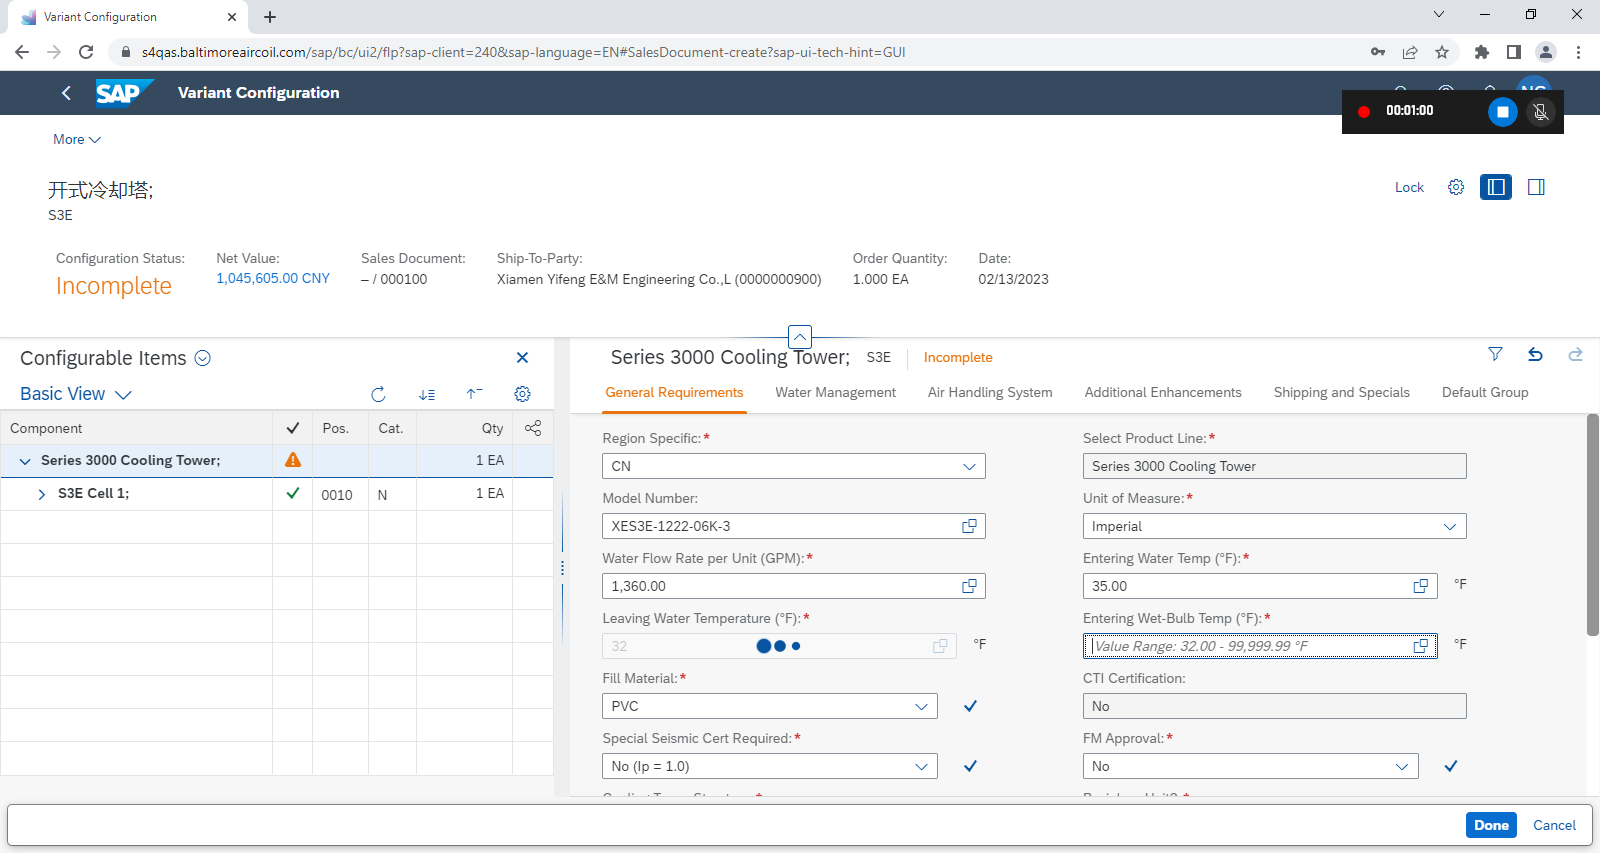 Variant Configuration
s4qas.baltimoreaircoil.com/sap/bc/ui2/flp?sap-client=240&sap-language=EN#SalesDocument-create?sap-ui-tech-hint=GUI
SAP
Variant Configuration
00:01:00
More
开式冷却塔;
S3E
Lock
Configuration Status:
Incomplete
Net Value:
1,045,605.00 CNY
Sales Document:
– / 000100
Ship-To-Party:
Xiamen Yifeng E&M Engineering Co.,L (0000000900)
Order Quantity:
1.000 EA
Date:
02/13/2023
Configurable Items
Basic View
Component Pos. Cat. Qty
Series 3000 Cooling Tower; 1 EA
S3E Cell 1; 0010 N 1 EA
Series 3000 Cooling Tower; S3E Incomplete
General Requirements Water Management Air Handling System Additional Enhancements Shipping and Specials Default Group
Region Specific:*
CN
Select Product Line:*
Series 3000 Cooling Tower
Model Number:
XES3E-1222-06K-3
Unit of Measure:*
Imperial
Water Flow Rate per Unit (GPM):*
1,360.00
Entering Water Temp (°F):*
35.00 °F
Leaving Water Temperature (°F):*
32 °F
Entering Wet-Bulb Temp (°F):*
Value Range: 32.00 - 99,999.99 °F °F
Fill Material:*
PVC
CTI Certification:
No
Special Seismic Cert Required:*
No (Ip = 1.0)
FM Approval:*
No
Done Cancel